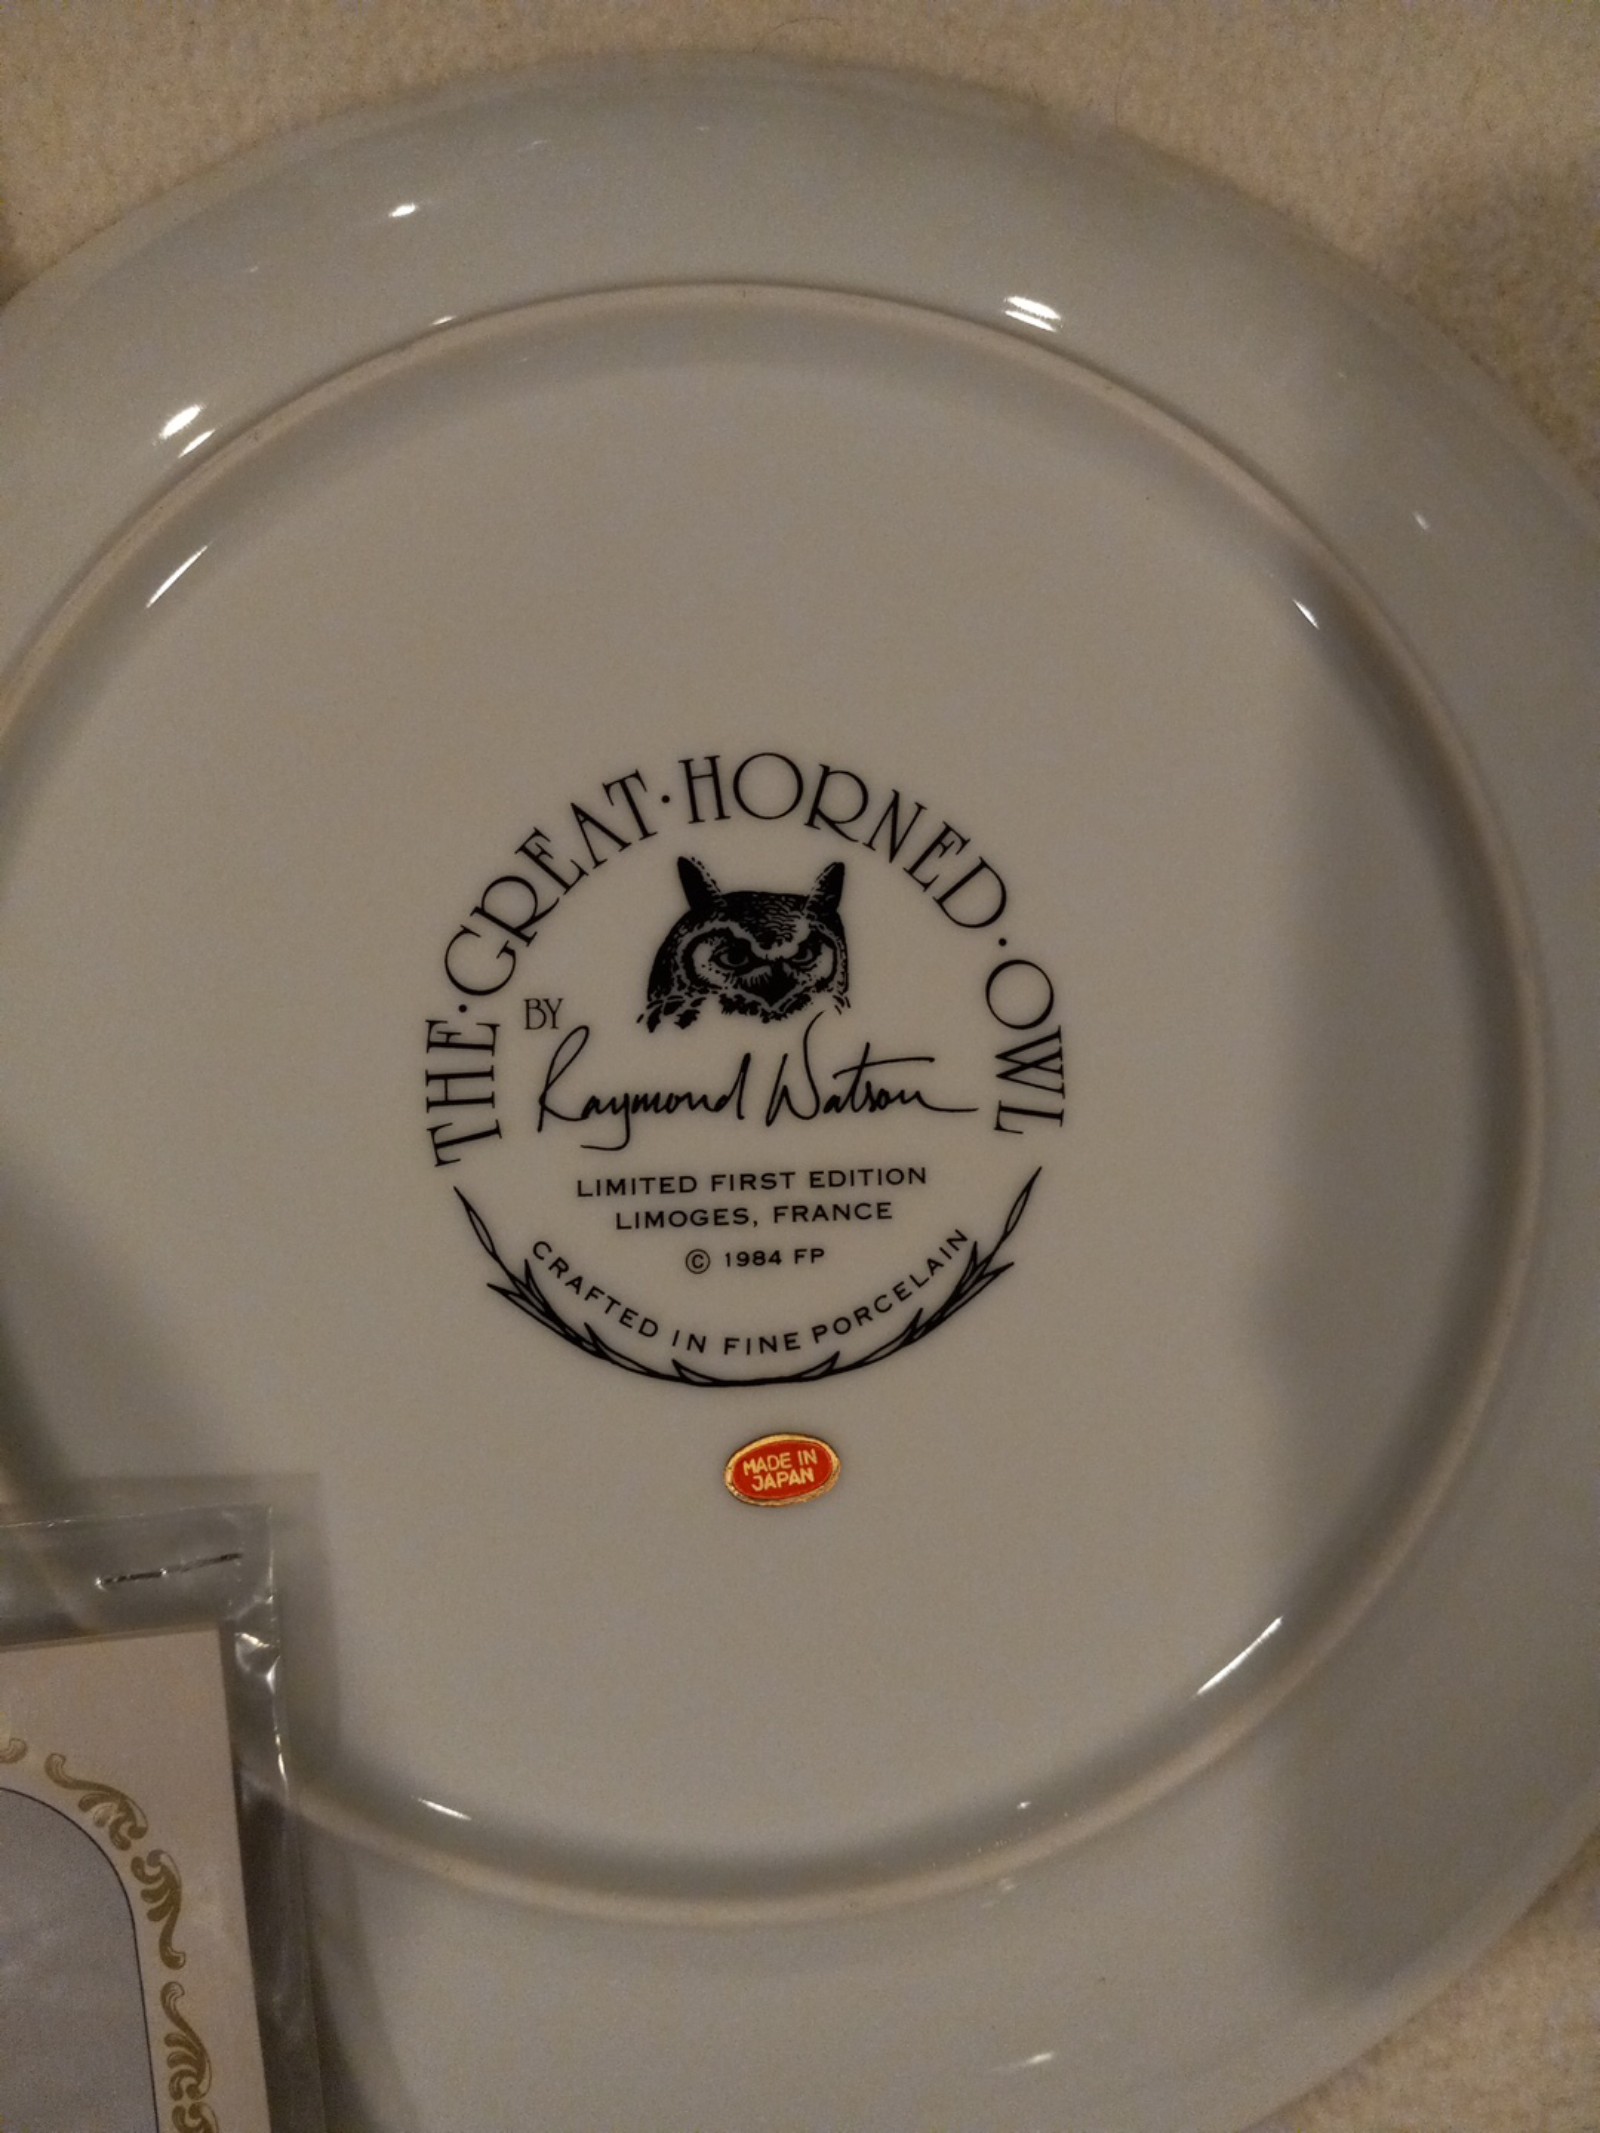 THE·GREAT·HORNED·OWL
BY
Raymond Watson
LIMITED FIRST EDITION
LIMOGES, FRANCE
© 1984 FP
CRAFTED IN FINE PORCELAIN
MADE IN
JAPAN